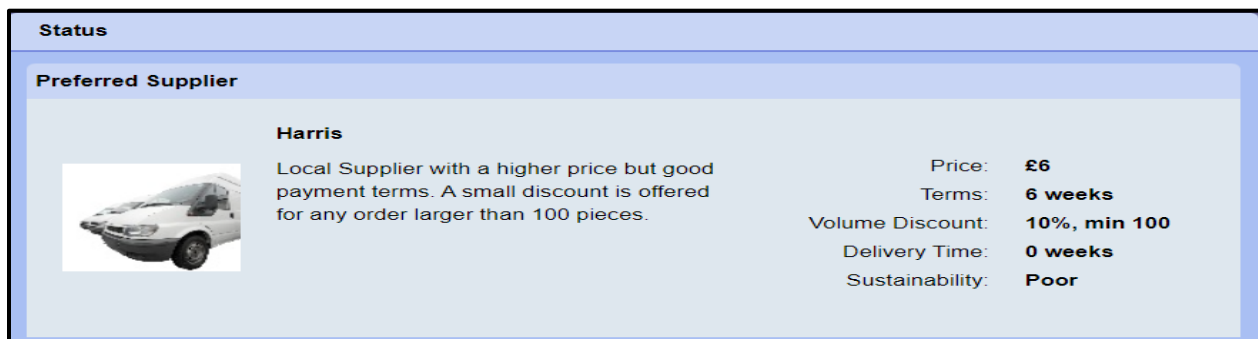 Status
Preferred Supplier
Harris
Local Supplier with a higher price but good
payment terms. A small discount is offered
for any order larger than 100 pieces.
Price: £6
Terms: 6 weeks
Volume Discount: 10%, min 100
Delivery Time: 0 weeks
Sustainability: Poor